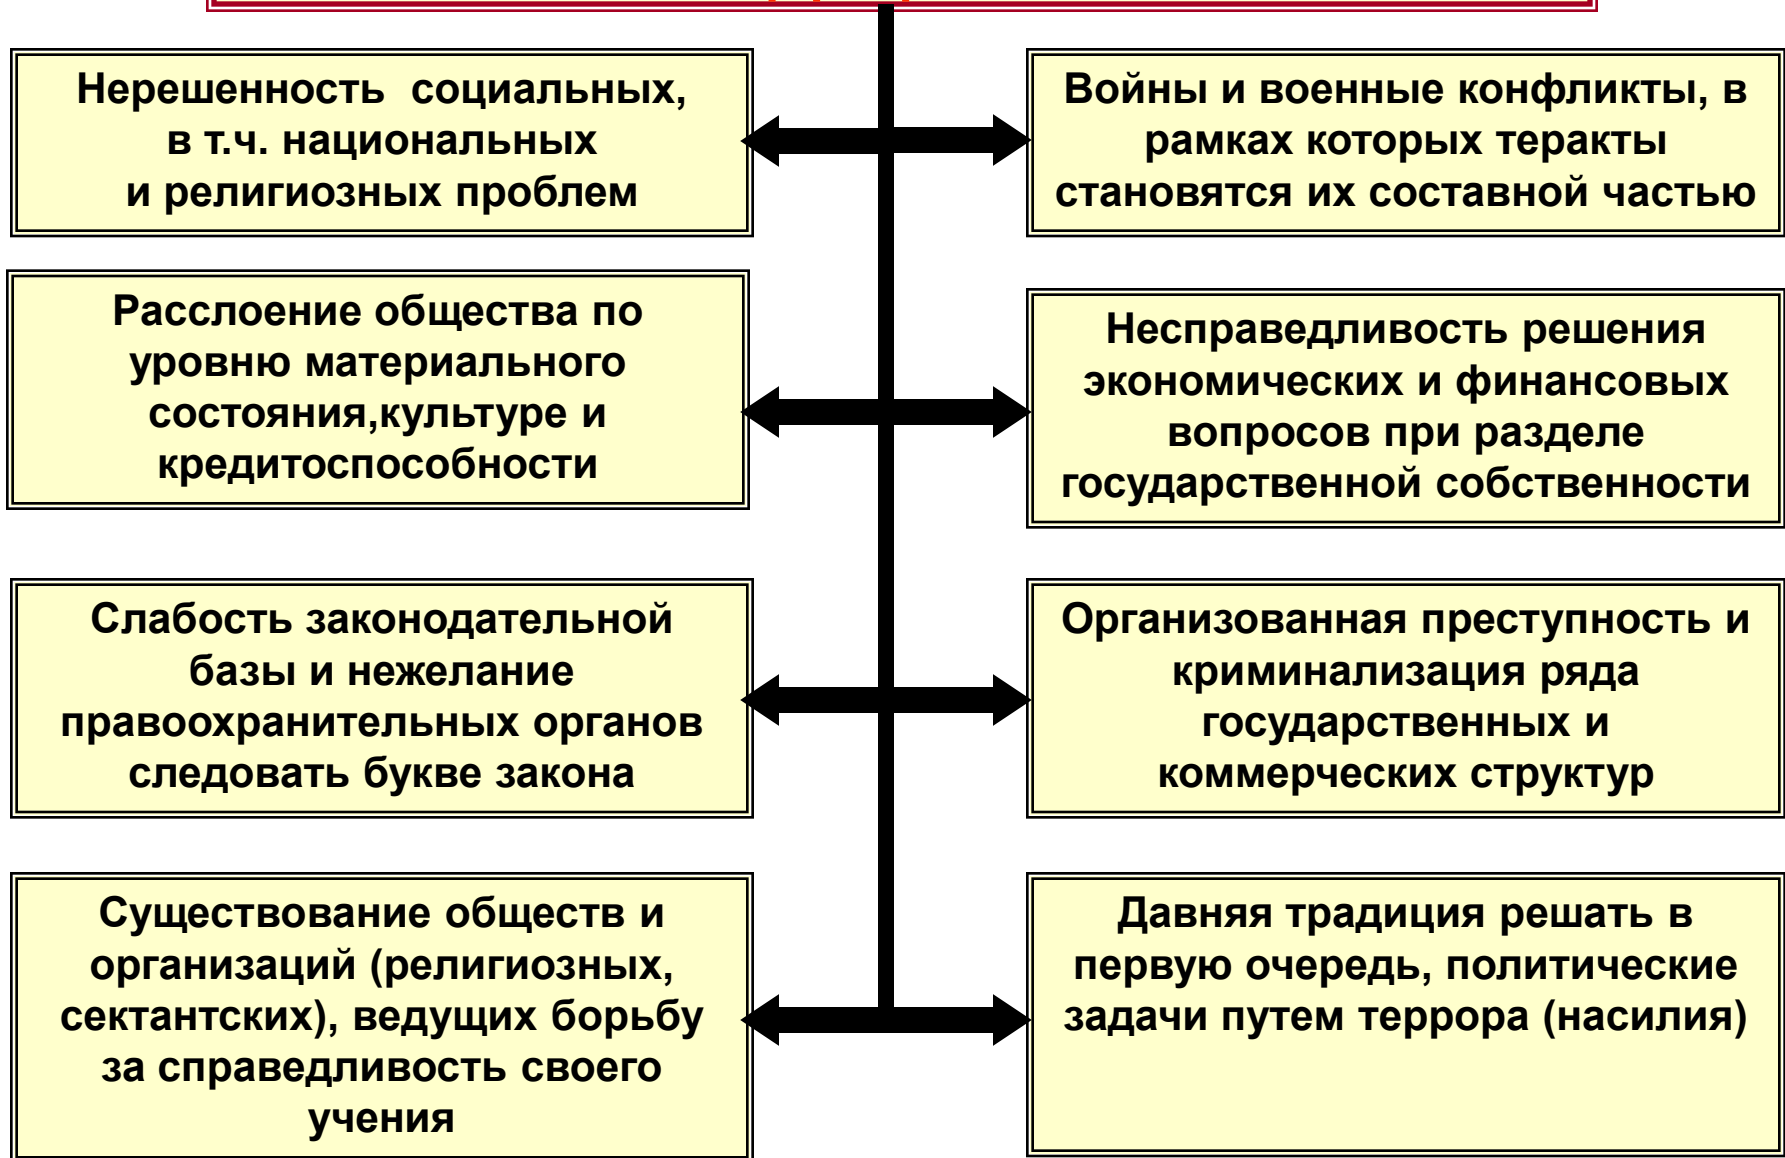 Нерешенность социальных,
в т.ч. национальных
и религиозных проблем
Войны и военные конфликты, в
рамках которых теракты
становятся их составной частью
Расслоение общества по
уровню материального
состояния,культуре и
кредитоспособности
Несправедливость решения
экономических и финансовых
вопросов при разделе
государственной собственности
Слабость законодательной
базы и нежелание
правоохранительных органов
следовать букве закона
Организованная преступность и
криминализация ряда
государственных и
коммерческих структур
Существование обществ и
организаций (религиозных,
сектантских), ведущих борьбу
за справедливость своего
учения
Давняя традиция решать в
первую очередь, политические
задачи путем террора (насилия)